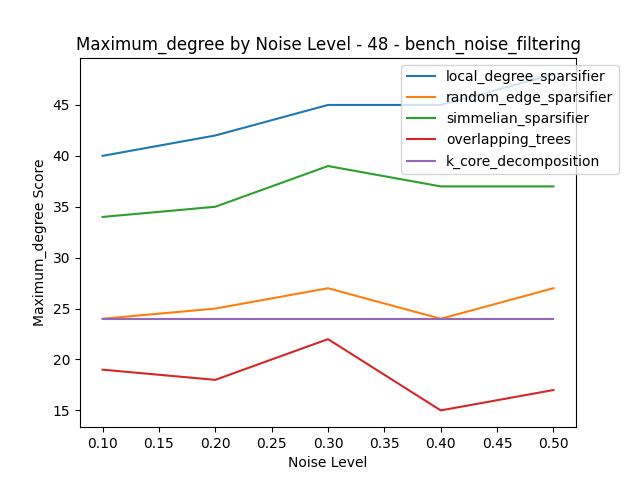 Maximum_degree by Noise Level - 48 - bench_noise_filtering
local_degree_sparsifier
random_edge_sparsifier
simmelian_sparsifier
overlapping_trees
k_core_decomposition
Maximum_degree Score
45
40
35
30
25
20
15
0.10 0.15 0.20 0.25 0.30 0.35 0.40 0.45 0.50
Noise Level